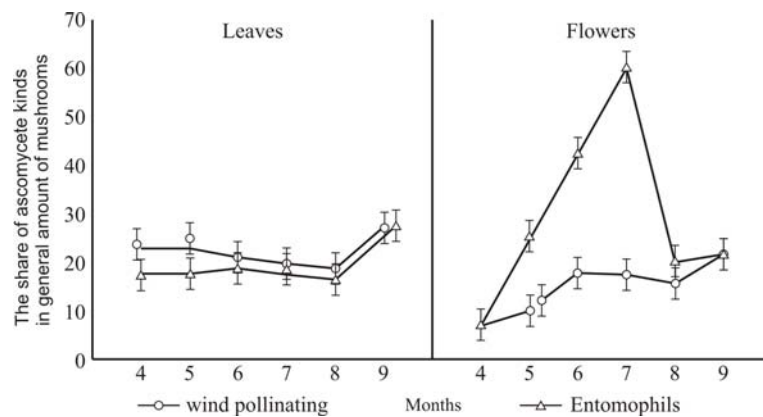 The share of ascomycete kinds
in general amount of mushrooms
70
60
50
40
30
20
10
0
Leaves
Flowers
4 5 6 7 8 9 4 5 6 7 8 9
wind pollinating Months Entomophils